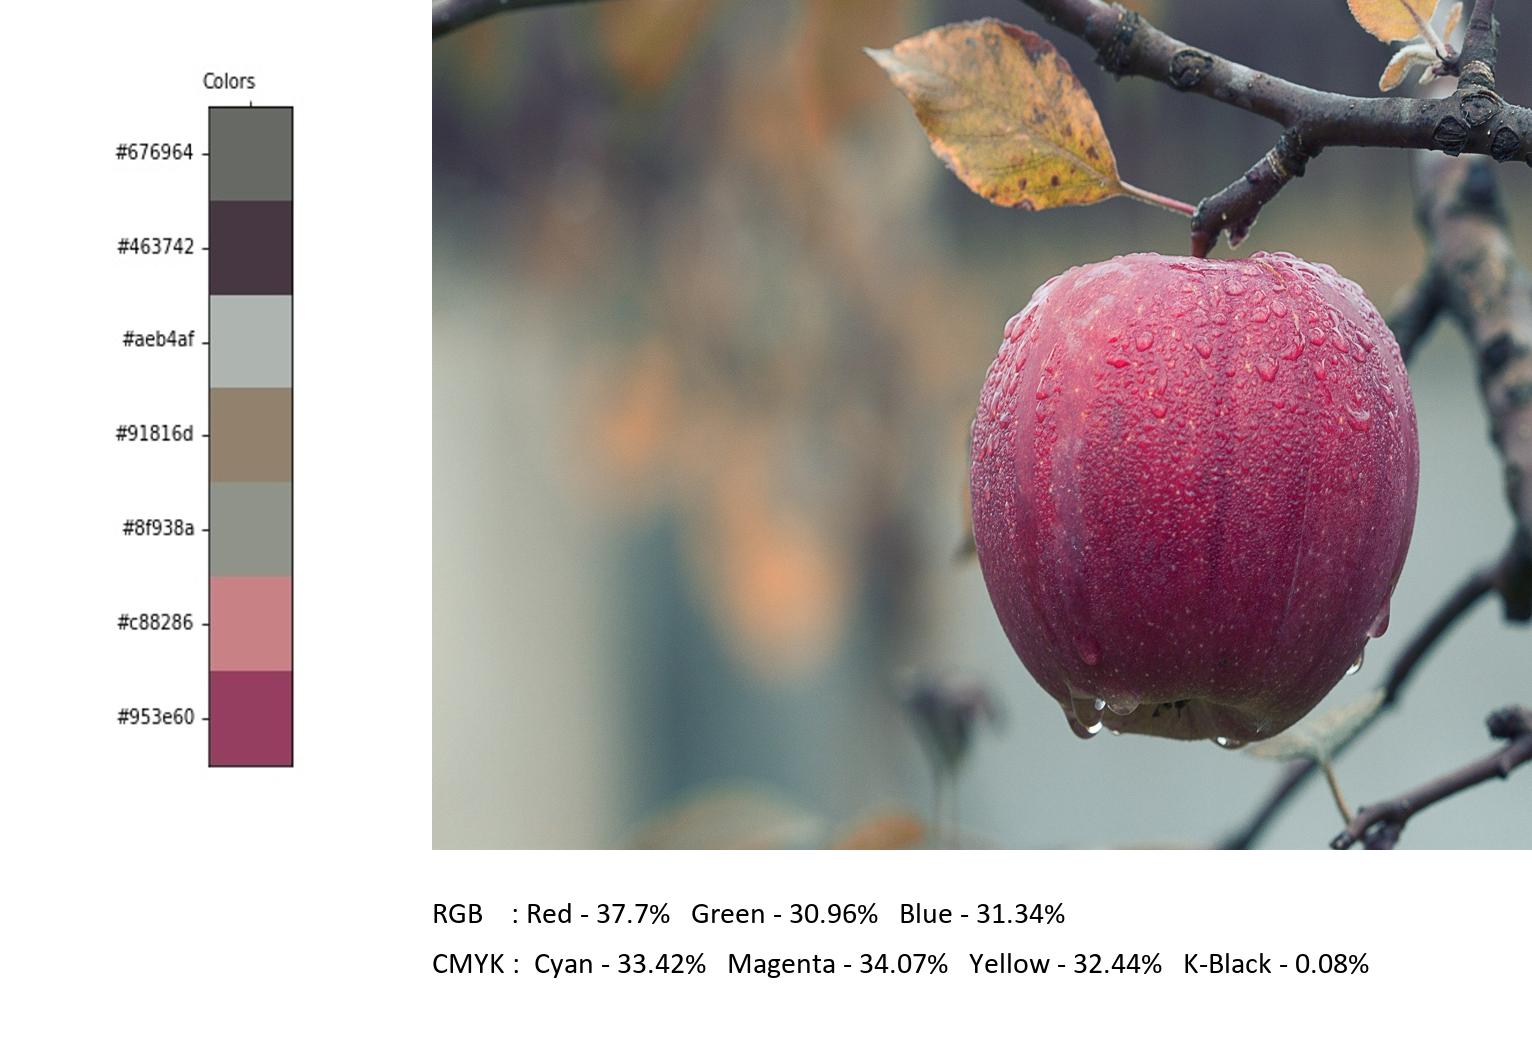 Colors
#676964
#463742
#aeb4af
#91816d
#8f938a
#c88286
#953e60
RGB : Red - 37.7% Green - 30.96% Blue - 31.34%
CMYK : Cyan - 33.42% Magenta - 34.07% Yellow - 32.44% K-Black - 0.08%